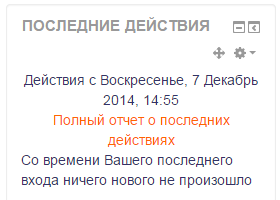 ПОСЛЕДНИЕ ДЕЙСТВИЯ
Действия с Воскресенье, 7 Декабрь
2014, 14:55
Полный отчет о последних
действиях
Со времени Вашего последнего
входа ничего нового не произошло